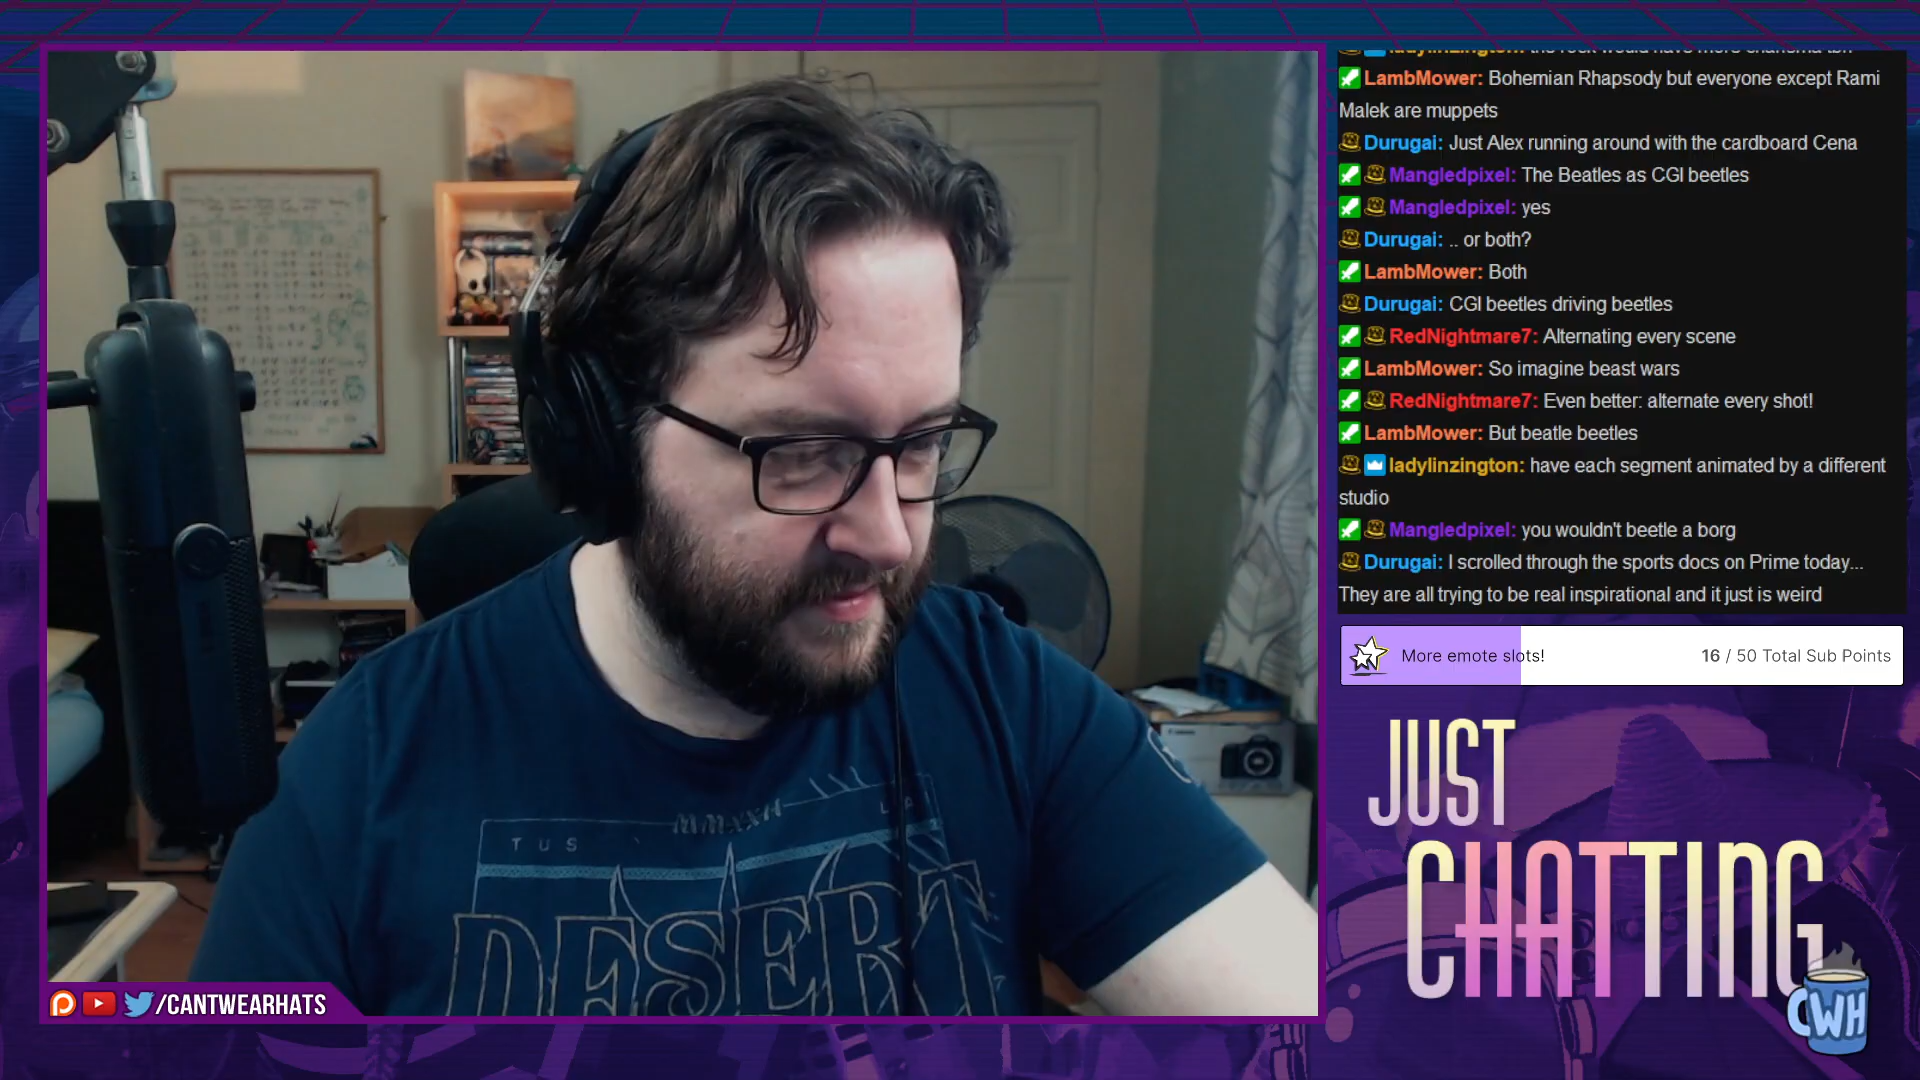 LambMower: Bohemian Rhapsody but everyone except Rami
Malek are muppets
Durugai: Just Alex running around with the cardboard Cena
Mangledpixel: The Beatles as CGI beetles
Mangledpixel: yes
Durugai: .. or both?
LambMower: Both
Durugai: CGI beetles driving beetles
RedNightmare7: Alternating every scene
LambMower: So imagine beast wars
RedNightmare7: Even better: alternate every shot!
LambMower: But beatle beetles
ladylinzington: have each segment animated by a different
studio
Mangledpixel: you wouldn't beetle a borg
Durugai: I scrolled through the sports docs on Prime today...
They are all trying to be real inspirational and it just is weird
More emote slots! 16 / 50 Total Sub Points
JUST
CHATTING
CWH
Canon
TUS
DESERT
/CANTWEARHATS